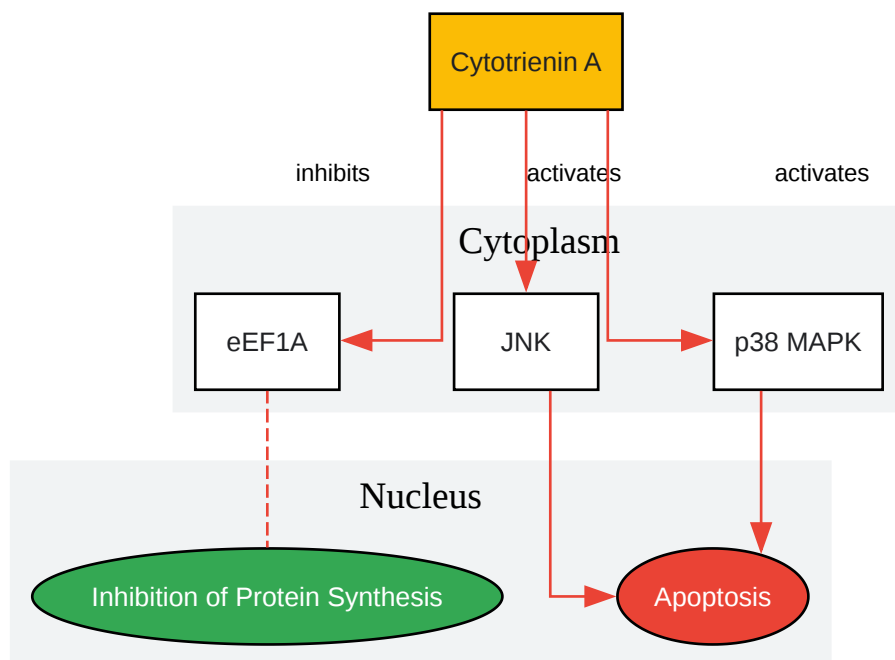 Cytotrienin A
inhibits
activates
activates
Cytoplasm
eEF1A
JNK
p38 MAPK
Nucleus
Inhibition of Protein Synthesis
Apoptosis